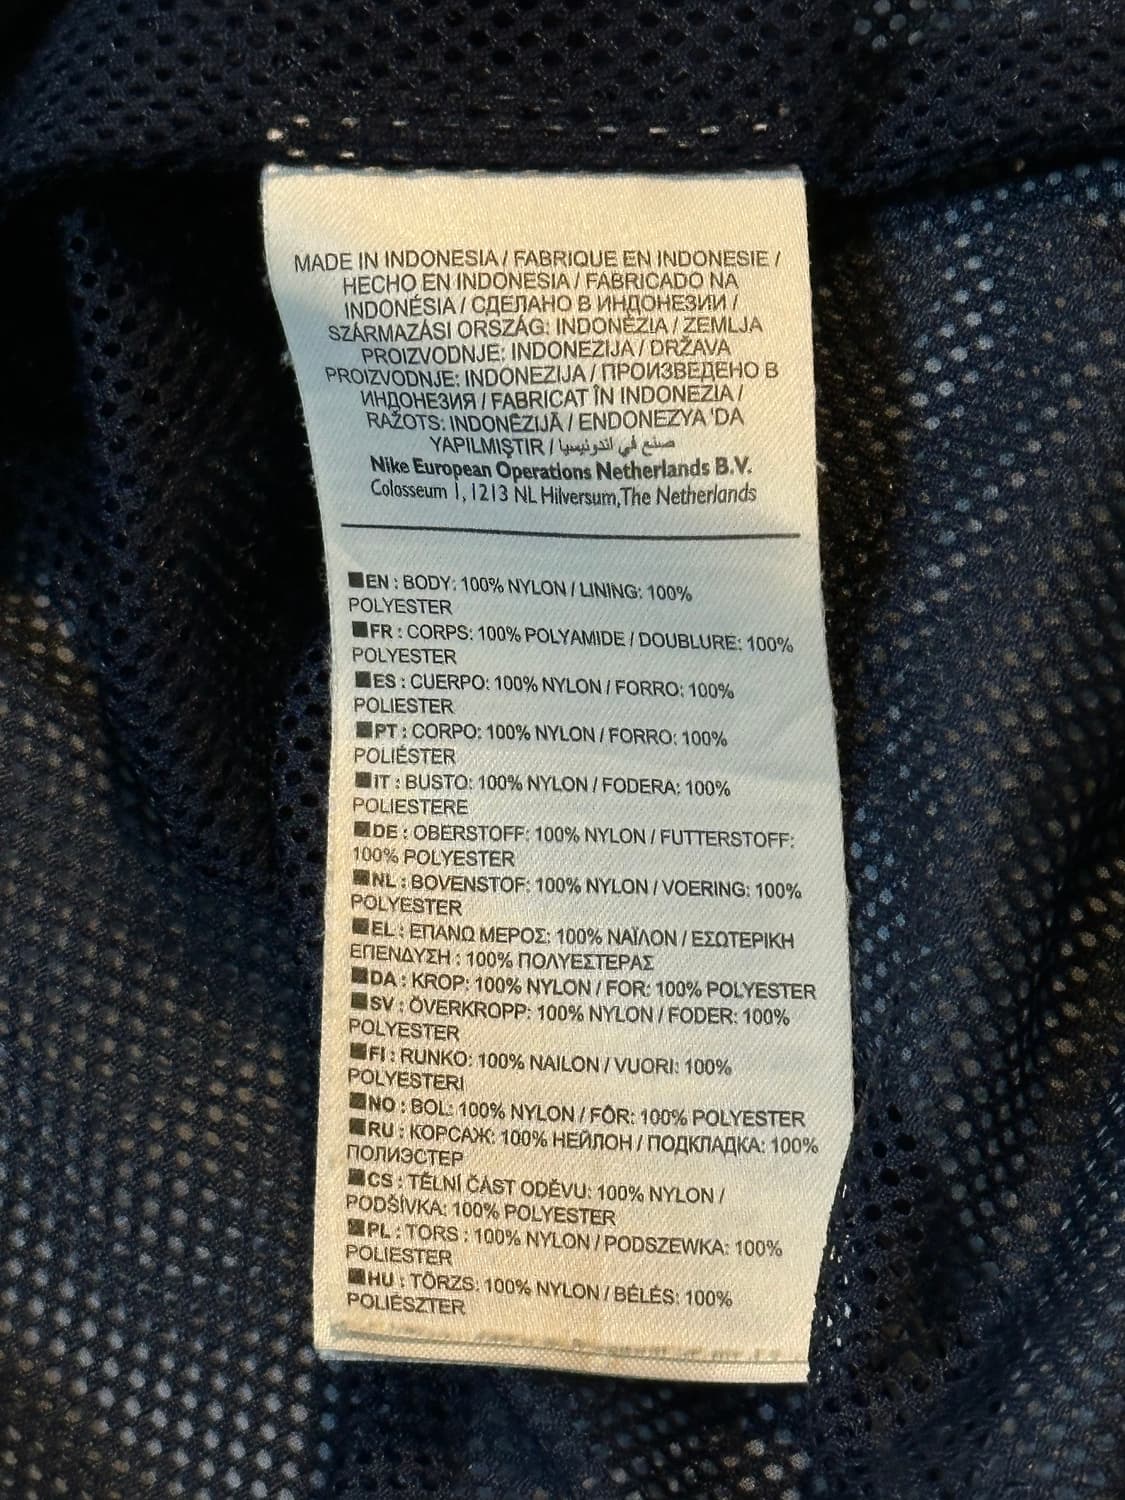 MADE IN INDONESIA / FABRIQUE EN INDONESIE /
HECHO EN INDONESIA / FABRICADO NA
INDONÉSIA / СДЕЛАНО В ИНДОНЕЗИИ /
SZÁRMAZÁSI ORSZÁG: INDONÉZIA / ZEMLJA
PROIZVODNJE: INDONEZIJA / DRŽAVA
PROIZVODNJE: INDONEZIJA / ПРОИЗВЕДЕНО В
ИНДОНЕЗИЯ / FABRICAT ÎN INDONEZIA /
RAŽOTS: INDONĒZIJĀ / ENDONEZYA 'DA
YAPILMIŞTIR / صنع في اندونيسيا
Nike European Operations Netherlands B.V.
Colosseum 1, 1213 NL Hilversum, The Netherlands
■EN : BODY: 100% NYLON / LINING: 100%
POLYESTER
■FR : CORPS: 100% POLYAMIDE / DOUBLURE: 100%
POLYESTER
■ES : CUERPO: 100% NYLON / FORRO: 100%
POLIESTER
■PT : CORPO: 100% NYLON / FORRO: 100%
POLIÉSTER
■IT : BUSTO: 100% NYLON / FODERA: 100%
POLIESTERE
■DE : OBERSTOFF: 100% NYLON / FUTTERSTOFF:
100% POLYESTER
■NL : BOVENSTOF: 100% NYLON / VOERING: 100%
POLYESTER
■EL : ΕΠΑΝΩ ΜΕΡΟΣ: 100% ΝΑΪΛΟΝ / ΕΣΩΤΕΡΙΚΗ
ΕΠΕΝΔΥΣΗ : 100% ΠΟΛΥΕΣΤΕΡΑΣ
■DA : KROP: 100% NYLON / FOR: 100% POLYESTER
■SV : ÖVERKROPP: 100% NYLON / FODER: 100%
POLYESTER
■FI : RUNKO: 100% NAILON / VUORI: 100%
POLYESTERI
■NO : BOL: 100% NYLON / FÔR: 100% POLYESTER
■RU : КОРСАЖ: 100% НЕЙЛОН / ПОДКЛАДКА: 100%
ПОЛИЭСТЕР
■CS : TĚLNÍ ČÁST ODĚVU: 100% NYLON /
PODŠÍVKA: 100% POLYESTER
■PL : TORS : 100% NYLON / PODSZEWKA: 100%
POLIESTER
■HU : TÖRZS: 100% NYLON / BÉLÉS: 100%
POLIÉSZTER